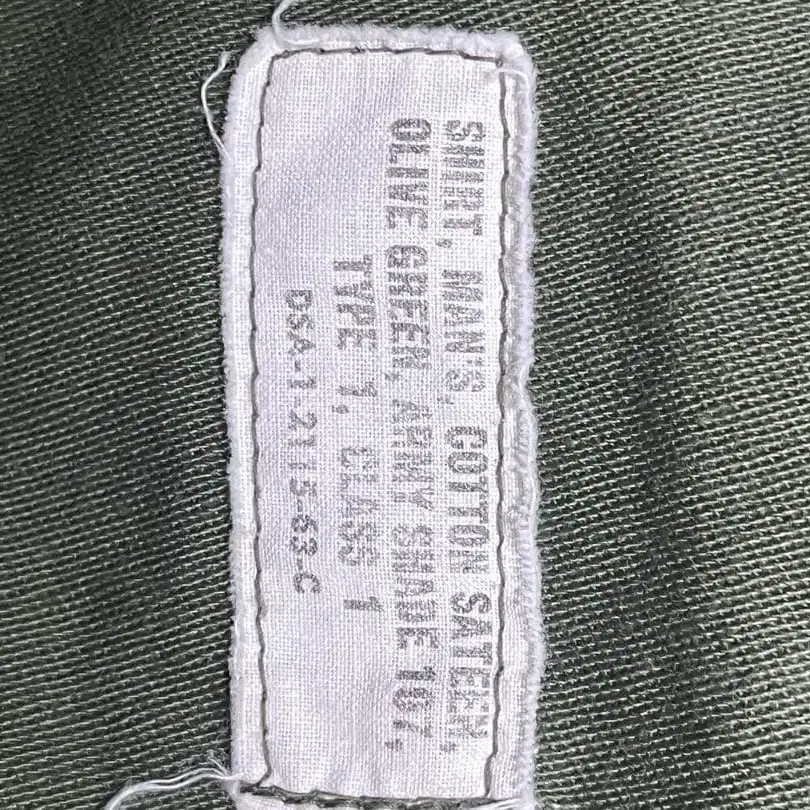 SHIRT, MAN'S, COTTON SATEEN,
OLIVE GREEN, ARMY SHADE 107,
TYPE 1, CLASS 1
DSA-1-2115-63-C